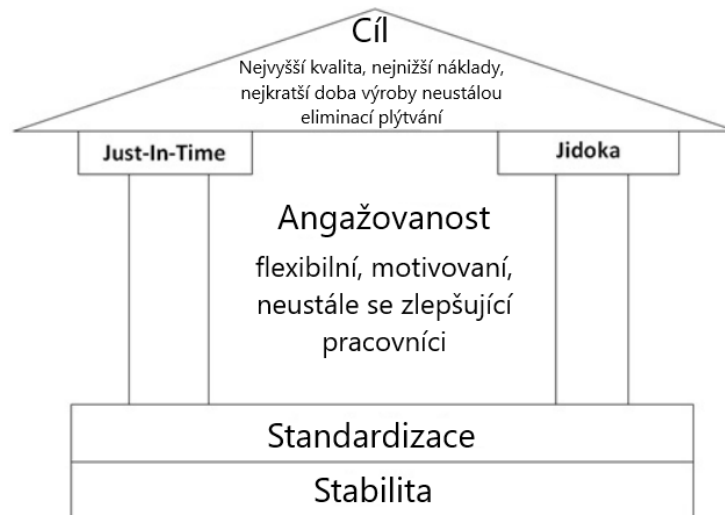 Cíl
Nejvyšší kvalita, nejnižší náklady,
nejkratší doba výroby neustálou
eliminací plýtvání
Just-In-Time
Jidoka
Angažovanost
flexibilní, motivovaní,
neustále se zlepšující
pracovníci
Standardizace
Stabilita